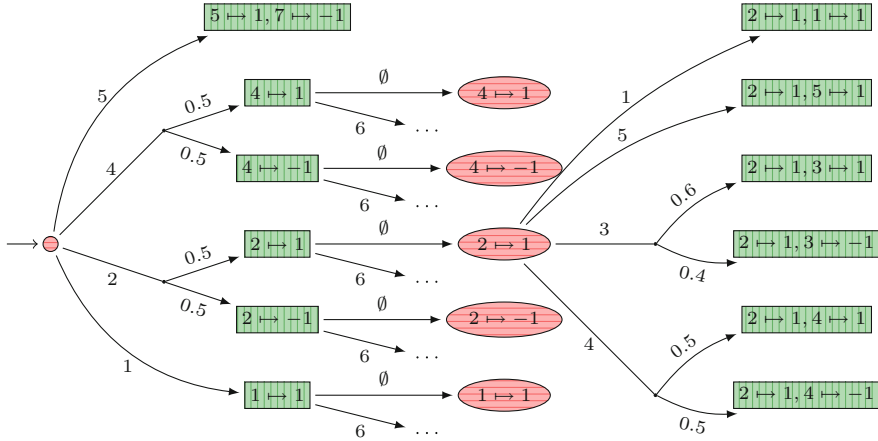 5 ↦ 1, 7 ↦ −1
2 ↦ 1, 1 ↦ 1
5
0.5
4 ↦ 1
∅
4 ↦ 1
1
2 ↦ 1, 5 ↦ 1
6
...
5
4
0.5
4 ↦ −1
∅
4 ↦ −1
2 ↦ 1, 3 ↦ 1
6
...
0.6
0.5
2 ↦ 1
∅
2 ↦ 1
3
2 ↦ 1, 3 ↦ −1
2
6
...
0.4
0.5
2 ↦ −1
∅
2 ↦ −1
2 ↦ 1, 4 ↦ 1
6
...
4
0.5
1
1 ↦ 1
∅
1 ↦ 1
2 ↦ 1, 4 ↦ −1
6
...
0.5